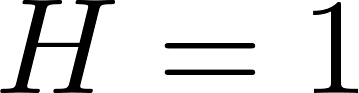 H = 1